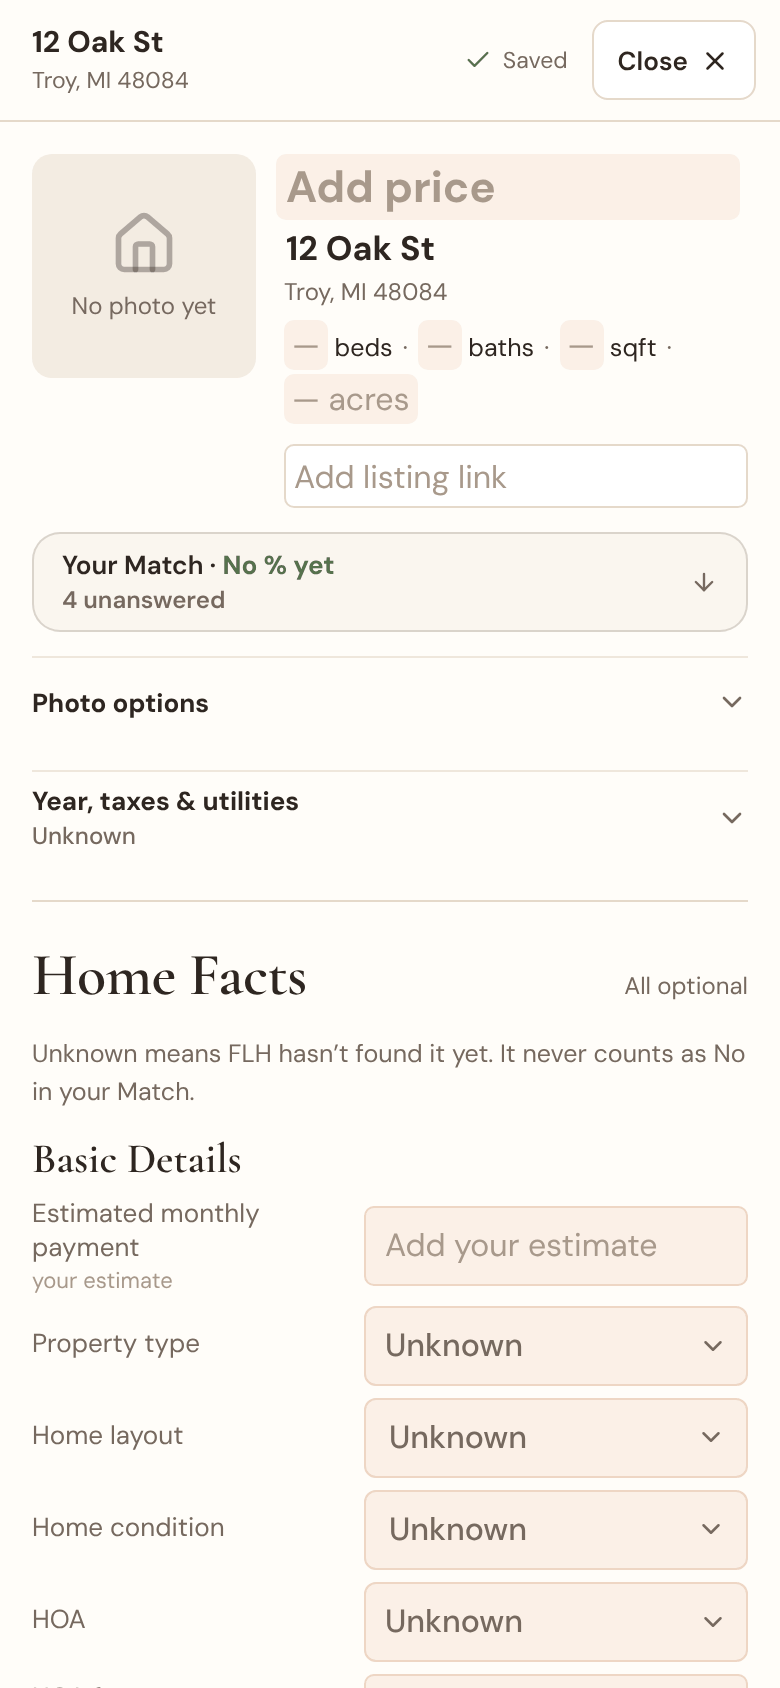 12 Oak St
Troy, MI 48084
Saved
Close
No photo yet
Add price
12 Oak St
Troy, MI 48084
— beds · — baths · — sqft ·
— acres
Add listing link
Your Match · No % yet
4 unanswered
Photo options
Year, taxes & utilities
Unknown
Home Facts
All optional
Unknown means FLH hasn’t found it yet. It never counts as No
in your Match.
Basic Details
Estimated monthly
payment
your estimate
Add your estimate
Property type
Unknown
Home layout
Unknown
Home condition
Unknown
HOA
Unknown